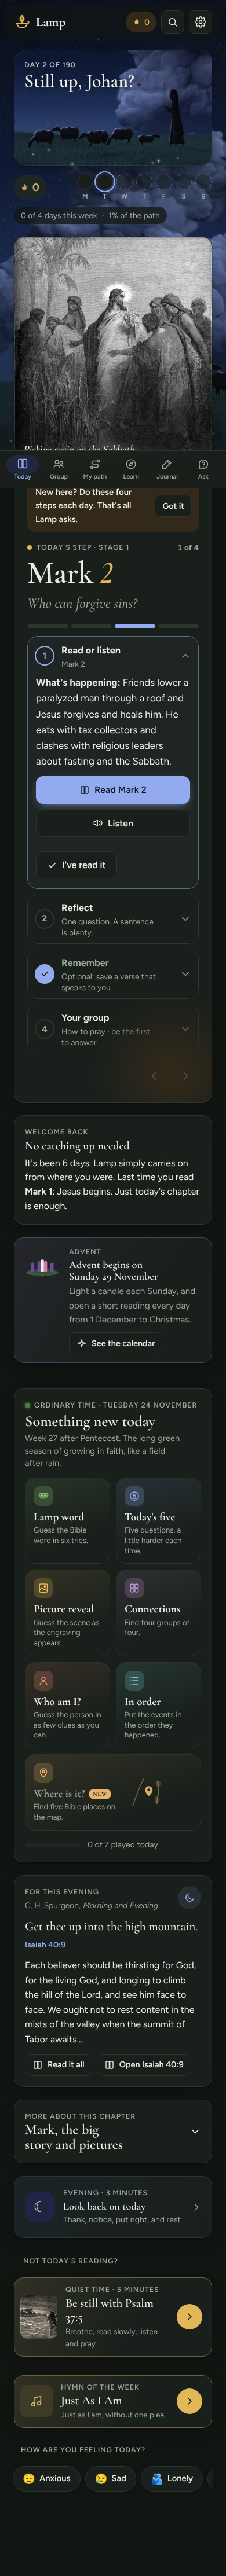 Lamp
0
DAY 2 OF 190
Still up, Johan?
0
M T W T F S S
0 of 4 days this week · 1% of the path
Picking grain on the Sabbath
Today Group My path Learn Journal Ask
New here? Do these four
steps each day. That's all
Lamp asks.
Got it
TODAY'S STEP · STAGE 1
1 of 4
Mark 2
Who can forgive sins?
1
Read or listen
Mark 2
What's happening: Friends lower a
paralyzed man through a roof and
Jesus forgives and heals him. He
eats with tax collectors and
clashes with religious leaders
about fasting and the Sabbath.
Read Mark 2
Listen
I've read it
2
Reflect
One question. A sentence
is plenty.
Remember
Optional: save a verse that
speaks to you
4
Your group
How to pray · be the first
to answer
WELCOME BACK
No catching up needed
It's been 6 days. Lamp simply carries on
from where you were. Last time you read
Mark 1: Jesus begins. Just today's chapter
is enough.
ADVENT
Advent begins on
Sunday 29 November
Light a candle each Sunday, and
open a short reading every day
from 1 December to Christmas.
See the calendar
ORDINARY TIME · TUESDAY 24 NOVEMBER
Something new today
Week 27 after Pentecost. The long green
season of growing in faith, like a field
after rain.
Lamp word
Guess the Bible
word in six tries.
Today's five
Five questions, a
little harder each
time.
Picture reveal
Guess the scene as
the engraving
appears.
Connections
Find four groups of
four.
Who am I?
Guess the person in
as few clues as you
can.
In order
Put the events in
the order they
happened.
Where is it? NEW
Find five Bible places on
the map.
0 of 7 played today
FOR THIS EVENING
C. H. Spurgeon, Morning and Evening
Get thee up into the high mountain.
Isaiah 40:9
Each believer should be thirsting for God,
for the living God, and longing to climb
the hill of the Lord, and see him face to
face. We ought not to rest content in the
mists of the valley when the summit of
Tabor awaits...
Read it all
Open Isaiah 40:9
MORE ABOUT THIS CHAPTER
Mark, the big
story and pictures
EVENING · 3 MINUTES
Look back on today
Thank, notice, put right, and rest
NOT TODAY'S READING?
QUIET TIME · 5 MINUTES
Be still with Psalm
37:5
Breathe, read slowly, listen
and pray
HYMN OF THE WEEK
Just As I Am
Just as I am, without one plea,
HOW ARE YOU FEELING TODAY?
Anxious
Sad
Lonely